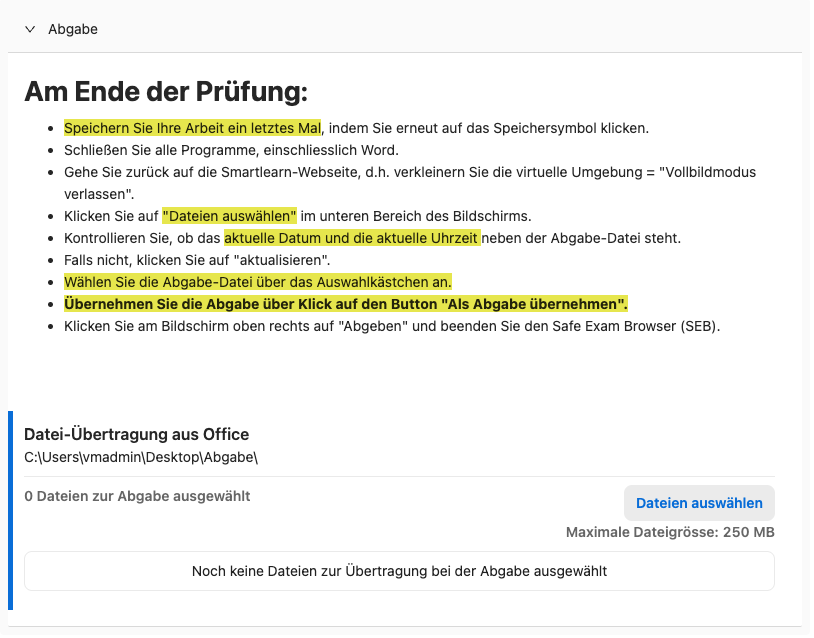 Abgabe
Am Ende der Prüfung:
Speichern Sie Ihre Arbeit ein letztes Mal, indem Sie erneut auf das Speichersymbol klicken.
Schließen Sie alle Programme, einschliesslich Word.
Gehe Sie zurück auf die Smartlearn-Webseite, d.h. verkleinern Sie die virtuelle Umgebung = "Vollbildmodus
verlassen".
Klicken Sie auf "Dateien auswählen" im unteren Bereich des Bildschirms.
Kontrollieren Sie, ob das aktuelle Datum und die aktuelle Uhrzeit neben der Abgabe-Datei steht.
Falls nicht, klicken Sie auf "aktualisieren".
Wählen Sie die Abgabe-Datei über das Auswahlkästchen an.
Übernehmen Sie die Abgabe über Klick auf den Button "Als Abgabe übernehmen".
Klicken Sie am Bildschirm oben rechts auf "Abgeben" und beenden Sie den Safe Exam Browser (SEB).
Datei-Übertragung aus Office
C:\Users\vmadmin\Desktop\Abgabe\
0 Dateien zur Abgabe ausgewählt
Dateien auswählen
Maximale Dateigrösse: 250 MB
Noch keine Dateien zur Übertragung bei der Abgabe ausgewählt